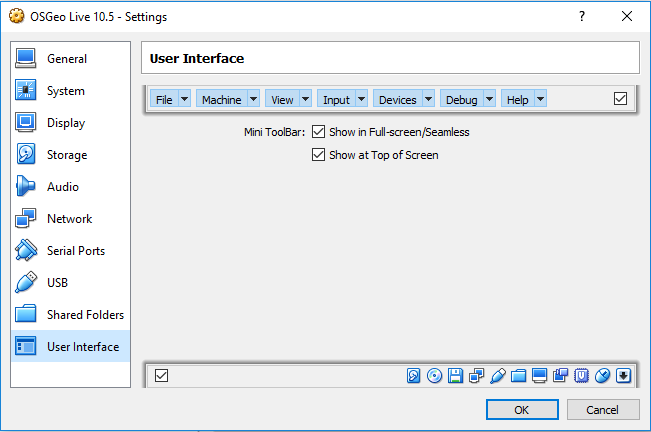 OSGeo Live 10.5 - Settings
General
System
Display
Storage
Audio
Network
Serial Ports
USB
Shared Folders
User Interface
User Interface
File Machine View Input Devices Debug Help
Mini ToolBar: Show in Full-screen/Seamless
Show at Top of Screen
OK Cancel